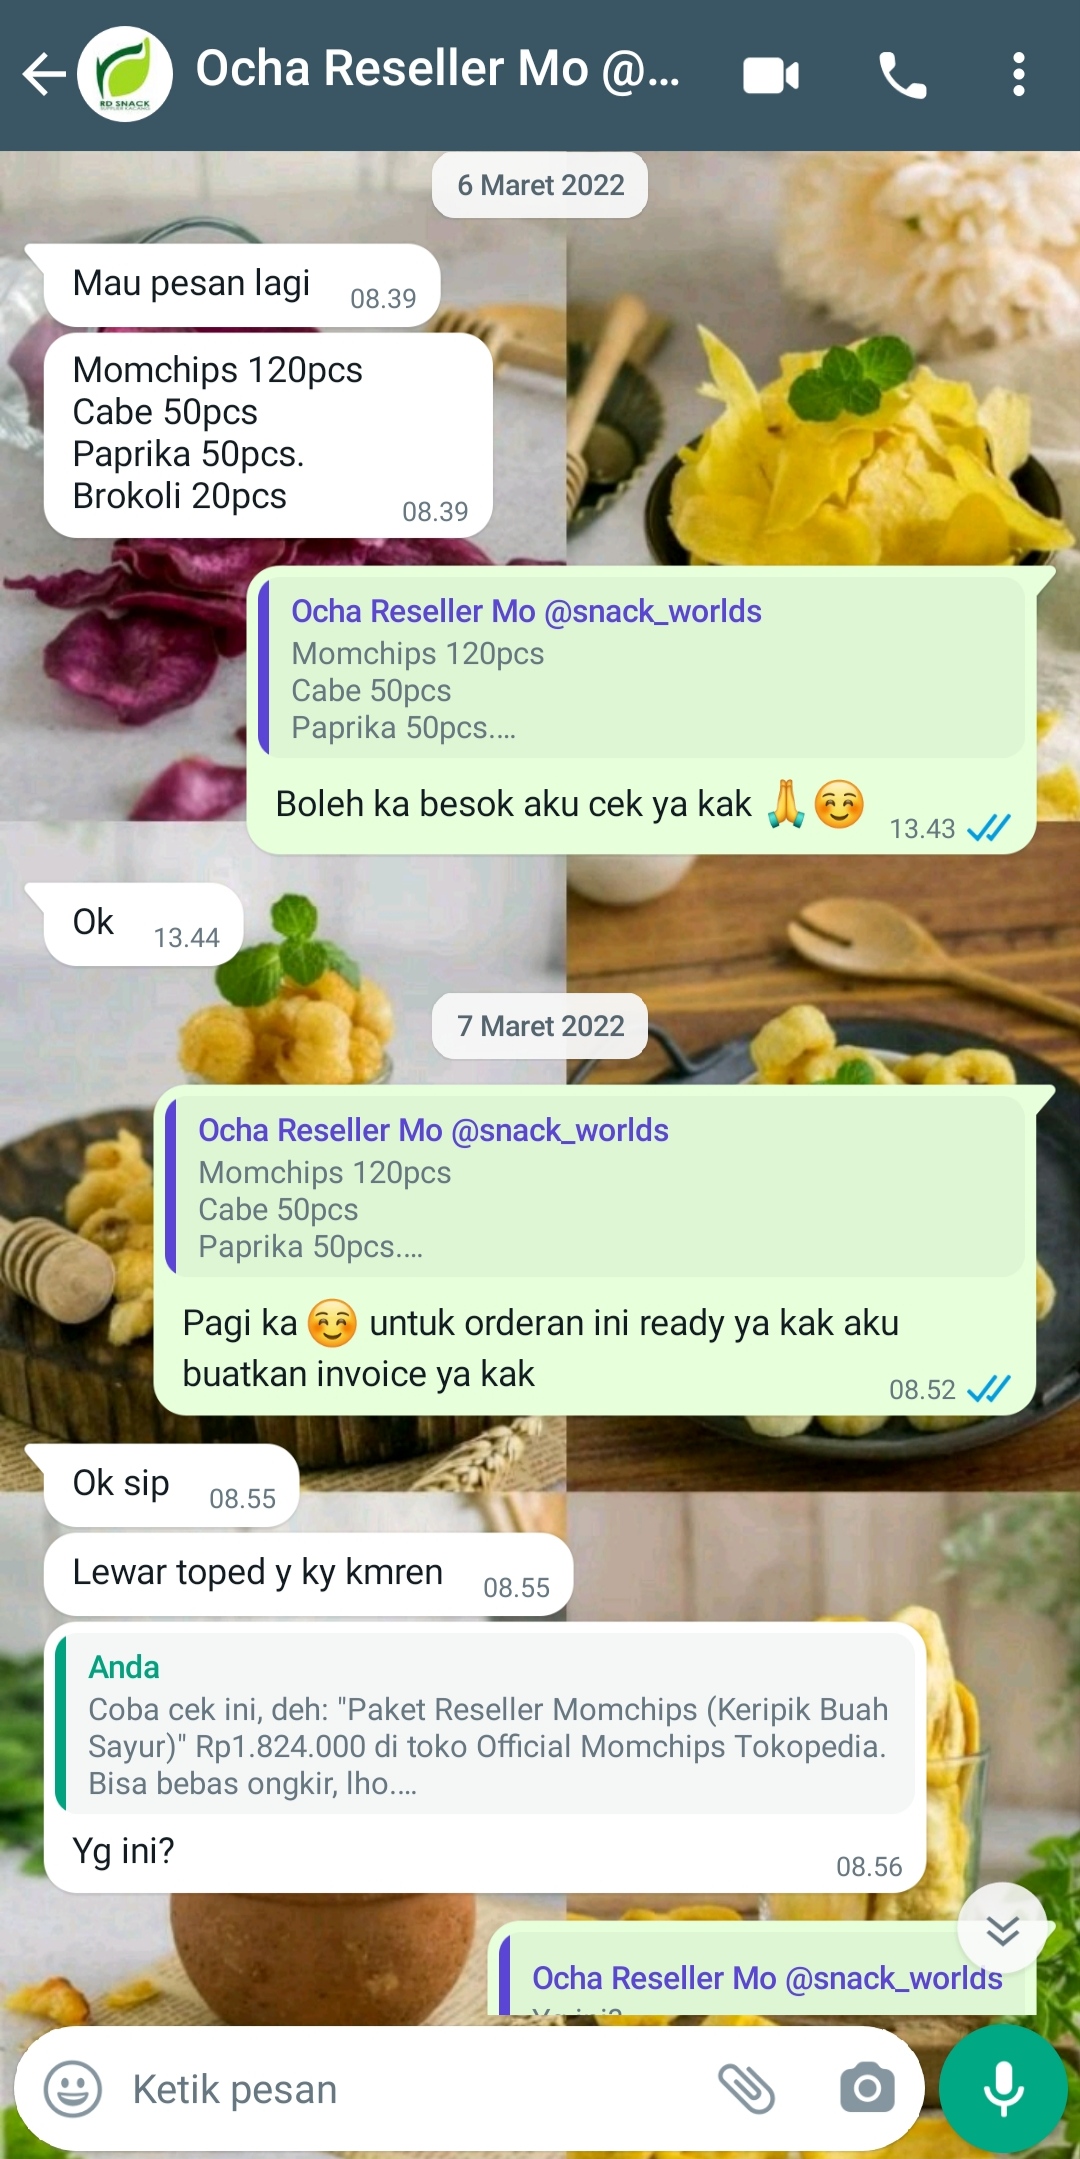 Ocha Reseller Mo @...
RD SNACK
6 Maret 2022
Mau pesan lagi
08.39
Momchips 120pcs
Cabe 50pcs
Paprika 50pcs.
Brokoli 20pcs
08.39
Ocha Reseller Mo @snack_worlds
Momchips 120pcs
Cabe 50pcs
Paprika 50pcs....
Boleh ka besok aku cek ya kak 🙏☺️
13.43
Ok
13.44
7 Maret 2022
Ocha Reseller Mo @snack_worlds
Momchips 120pcs
Cabe 50pcs
Paprika 50pcs....
Pagi ka ☺️ untuk orderan ini ready ya kak aku
buatkan invoice ya kak
08.52
Ok sip
08.55
Lewar toped y ky kmren
08.55
Anda
Coba cek ini, deh: "Paket Reseller Momchips (Keripik Buah
Sayur)" Rp1.824.000 di toko Official Momchips Tokopedia.
Bisa bebas ongkir, lho....
Yg ini?
08.56
Ocha Reseller Mo @snack_worlds
Ketik pesan